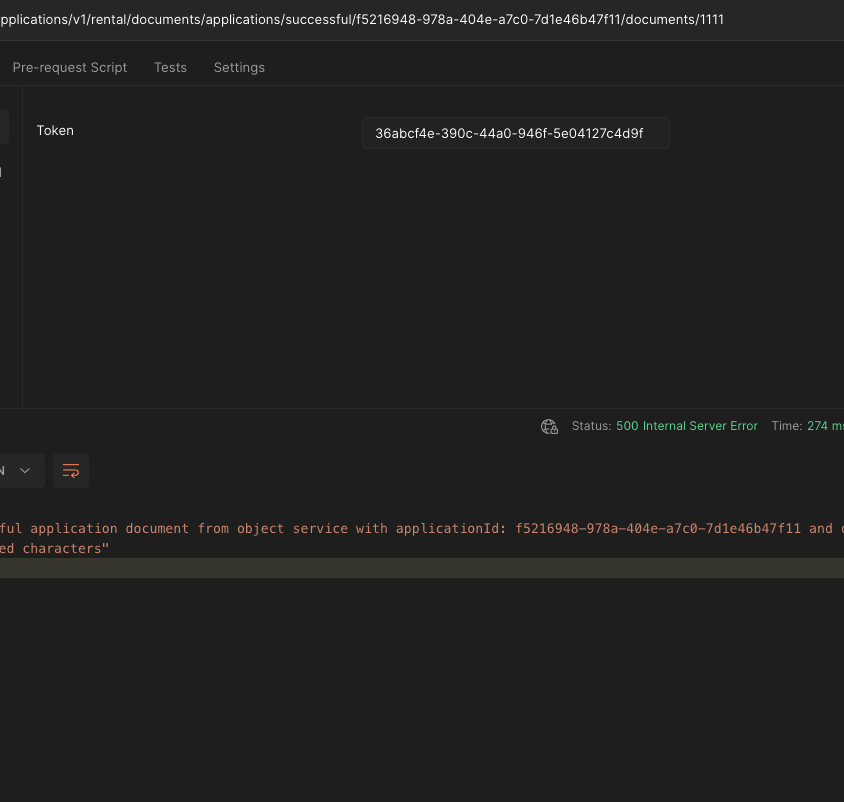 pplications/v1/rental/documents/applications/successful/f5216948-978a-404e-a7c0-7d1e46b47f11/documents/1111
Pre-request Script Tests Settings
Token 36abcf4e-390c-44a0-946f-5e04127c4d9f
Status: 500 Internal Server Error Time: 274 ms
N
ful application document from object service with applicationId: f5216948-978a-404e-a7c0-7d1e46b47f11 and
ed characters"